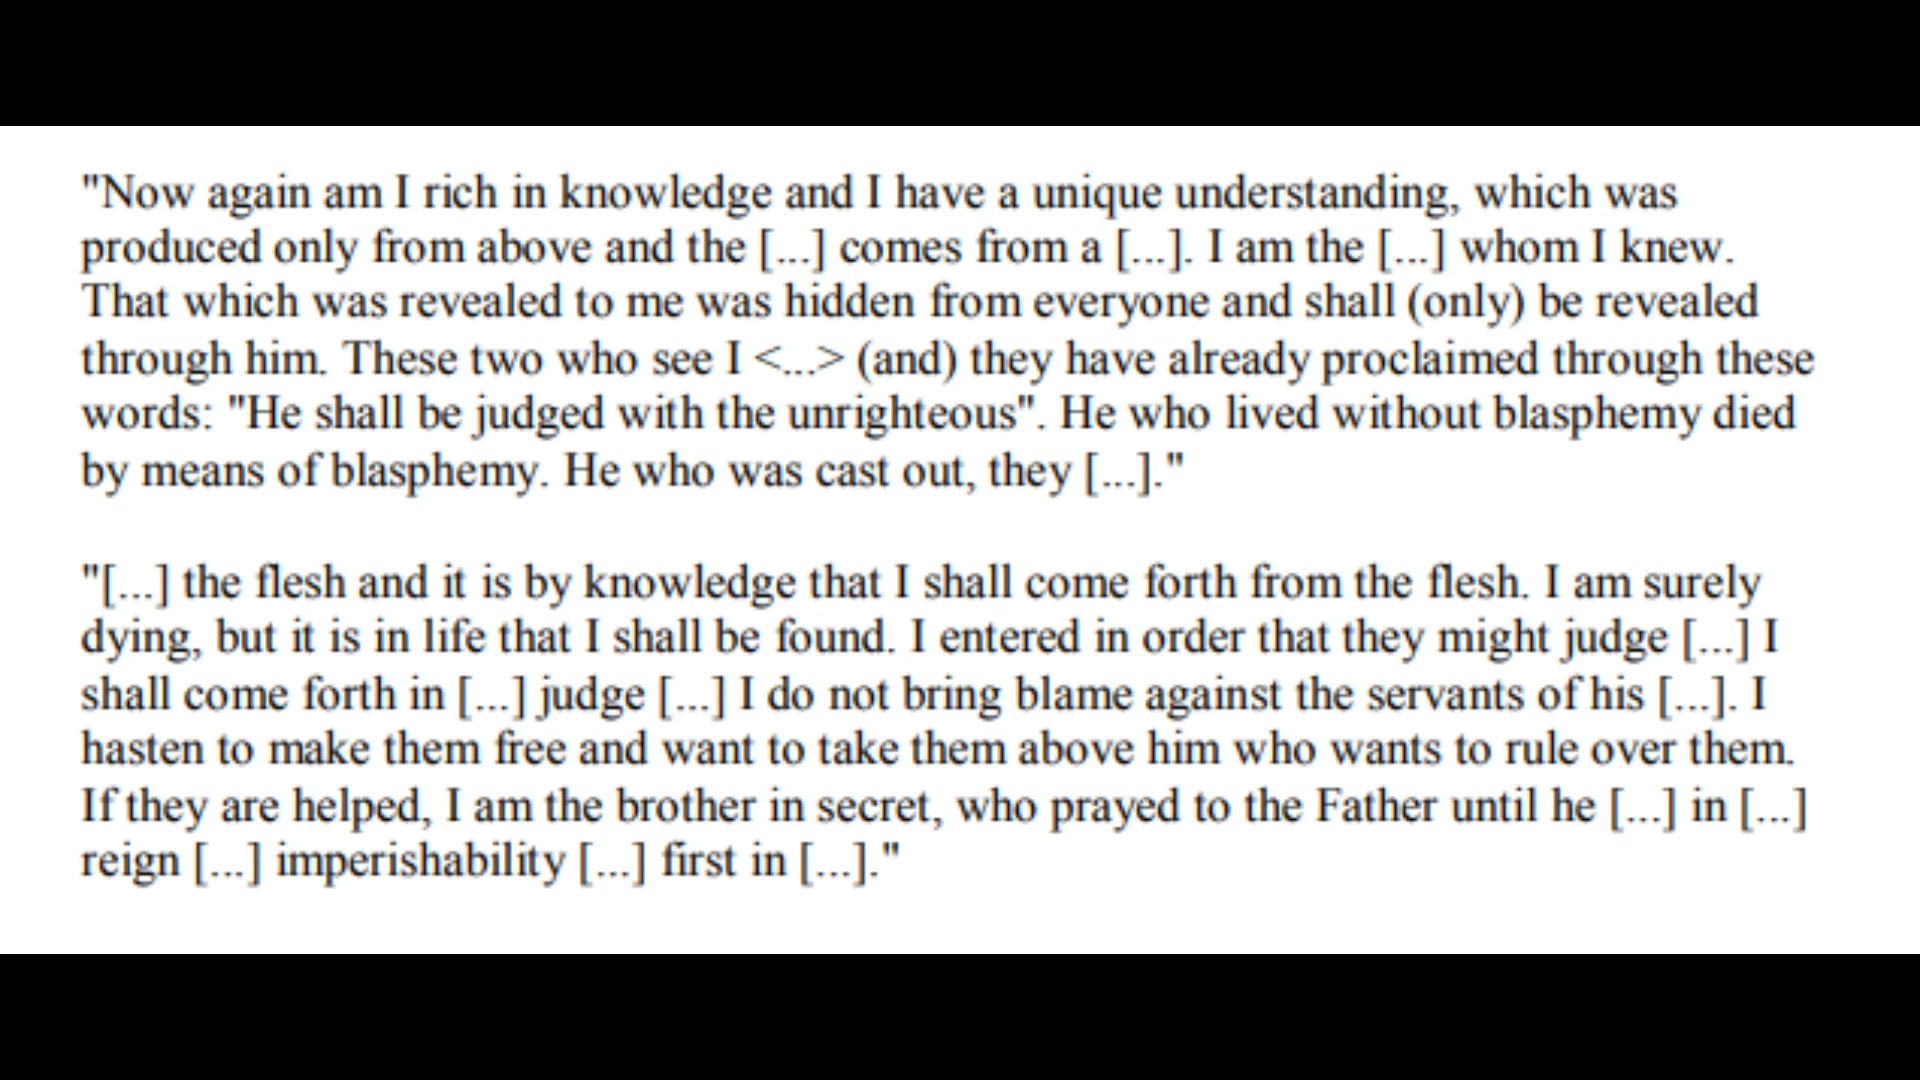 "Now again am I rich in knowledge and I have a unique understanding, which was
produced only from above and the [...] comes from a [...]. I am the [...] whom I knew.
That which was revealed to me was hidden from everyone and shall (only) be revealed
through him. These two who see I <...> (and) they have already proclaimed through these
words: "He shall be judged with the unrighteous". He who lived without blasphemy died
by means of blasphemy. He who was cast out, they [...]."
"[...] the flesh and it is by knowledge that I shall come forth from the flesh. I am surely
dying, but it is in life that I shall be found. I entered in order that they might judge [...] I
shall come forth in [...] judge [...] I do not bring blame against the servants of his [...]. I
hasten to make them free and want to take them above him who wants to rule over them.
If they are helped, I am the brother in secret, who prayed to the Father until he [...] in [...]
reign [...] imperishability [...] first in [...]."